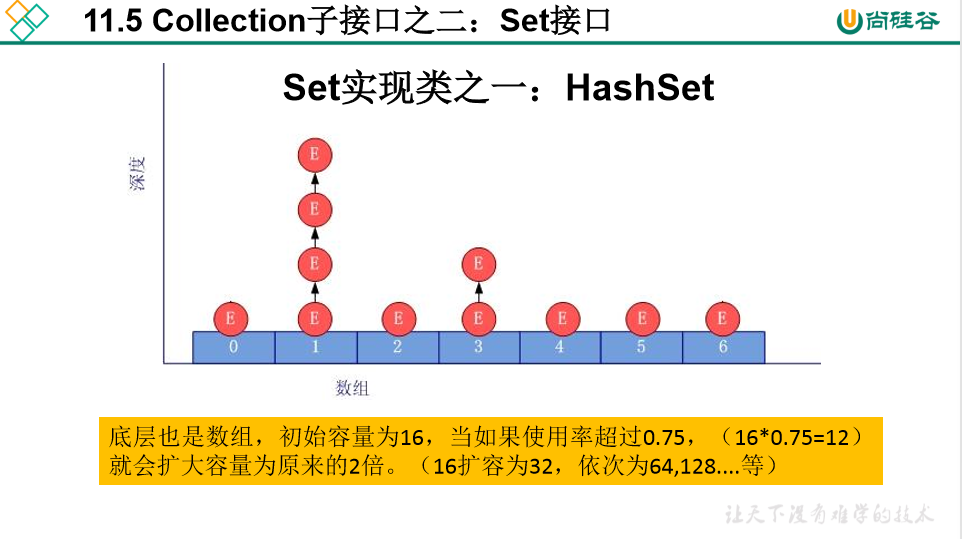 11.5 Collection子接口之二：Set接口
尚硅谷
Set实现类之一：HashSet
深度
E
E
E E
E E E E E E E
0 1 2 3 4 5 6
数组
底层也是数组，初始容量为16，当如果使用率超过0.75，（16*0.75=12）
就会扩大容量为原来的2倍。（16扩容为32，依次为64,128....等）
让天下没有难学的技术